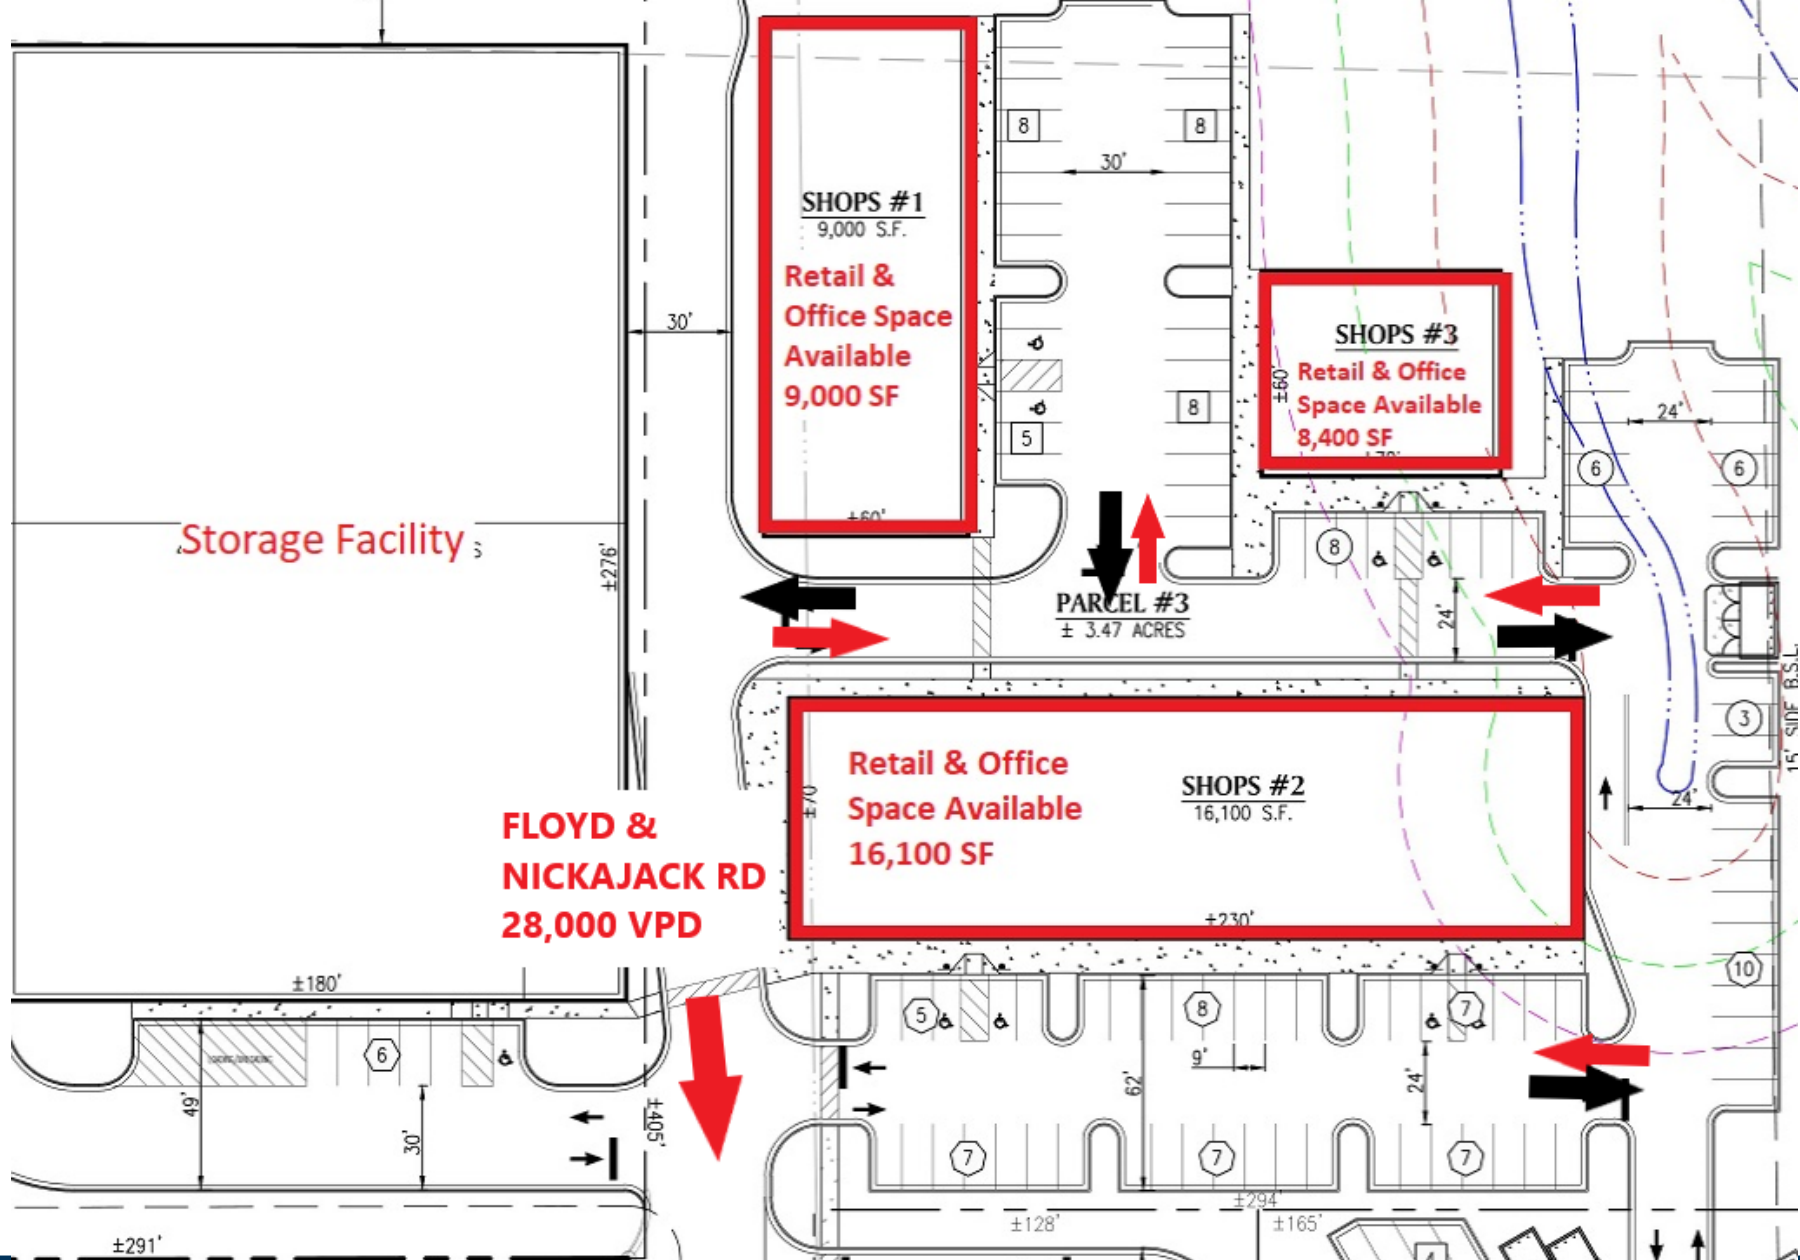 8
8
30'
SHOPS #1
9,000 S.F.
Retail &
Office Space
Available
9,000 SF
±60'
30'
5
8
SHOPS #3
±60'
Retail & Office
Space Available
8,400 SF
24'
6
6
8
Storage Facility
±276'
±180'
PARCEL #3
± 3.47 ACRES
24'
15' SIDE B.S.L.
3
24'
10
Retail & Office
Space Available
16,100 SF
SHOPS #2
16,100 S.F.
±70
±230'
FLOYD &
NICKAJACK RD
28,000 VPD
6
49'
30'
±405'
5
8
7
9'
62'
24'
7
7
7
±294'
±128'
±165'
±291'